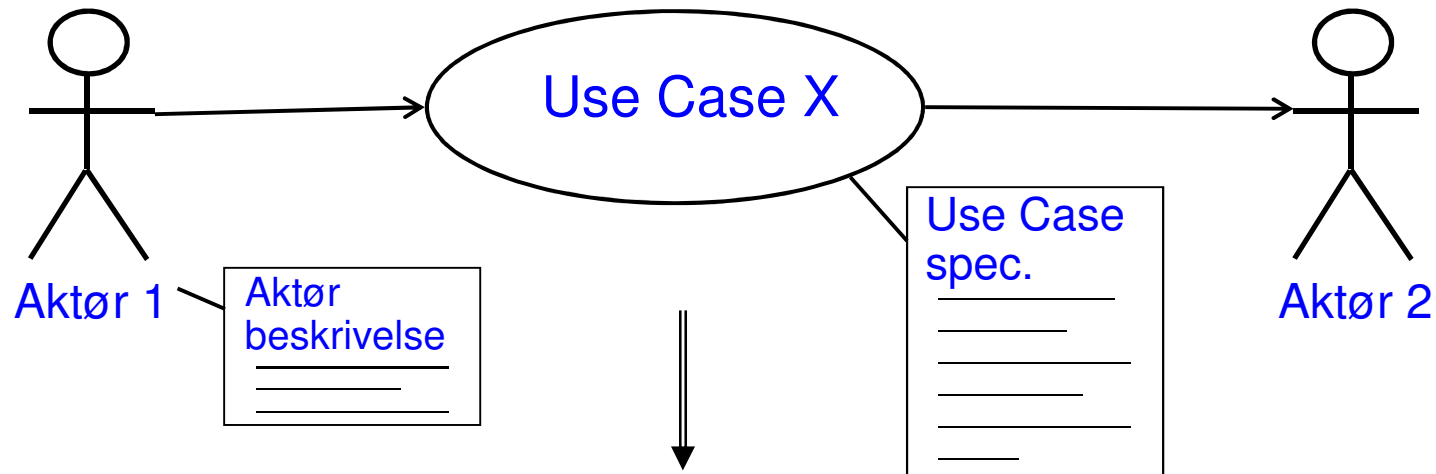 Use Case X
Use Case
spec.
Aktør 1
Aktør
beskrivelse
Aktør 2